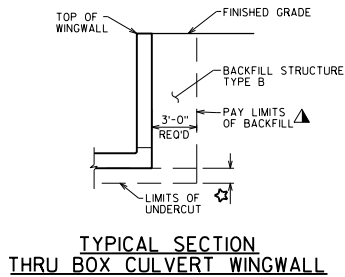 TOP OF
WINGWALL
FINISHED GRADE
BACKFILL STRUCTURE
TYPE B
3'-0"
REQ'D
PAY LIMITS
OF BACKFILL
LIMITS OF
UNDERCUT
TYPICAL SECTION
THRU BOX CULVERT WINGWALL